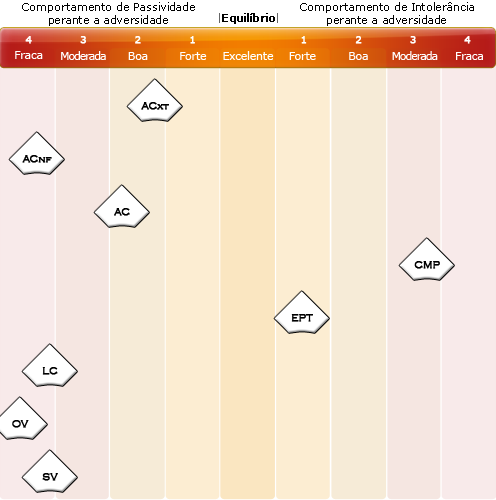 Comportamento de Passividade
perante a adversidade
|Equilíbrio|
Comportamento de Intolerância
perante a adversidade
4 3 2 1 1 2 3 4
Fraca Moderada Boa Forte Excelente Forte Boa Moderada Fraca
ACXT
ACNF
AC
CMP
EPT
LC
OV
SV